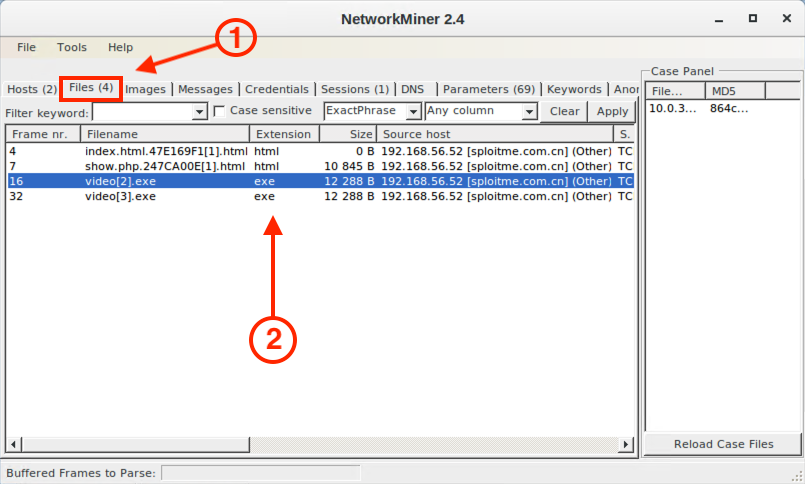 NetworkMiner 2.4
File Tools Help
1
Hosts (2) Files (4) Images Messages Credentials Sessions (1) DNS Parameters (69) Keywords Anor
Filter keyword: Case sensitive ExactPhrase Any column Clear Apply
Frame nr. Filename Extension Size Source host S.
4 index.html.47E169F1[1].html html 0 B 192.168.56.52 [sploitme.com.cn] (Other) TC
7 show.php.247CA00E[1].html html 10 845 B 192.168.56.52 [sploitme.com.cn] (Other) TC
16 video[2].exe exe 12 288 B 192.168.56.52 [sploitme.com.cn] (Other) TC
32 video[3].exe exe 12 288 B 192.168.56.52 [sploitme.com.cn] (Other) TC
2
Case Panel
File... MD5
10.0.3... 864c...
Reload Case Files
Buffered Frames to Parse: